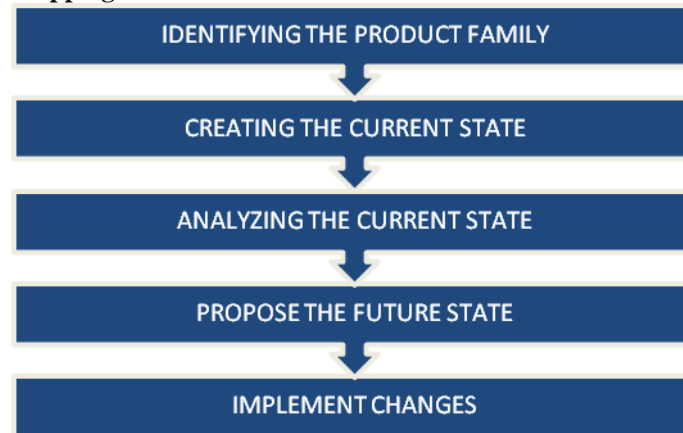 IDENTIFYING THE PRODUCT FAMILY
CREATING THE CURRENT STATE
ANALYZING THE CURRENT STATE
PROPOSE THE FUTURE STATE
IMPLEMENT CHANGES